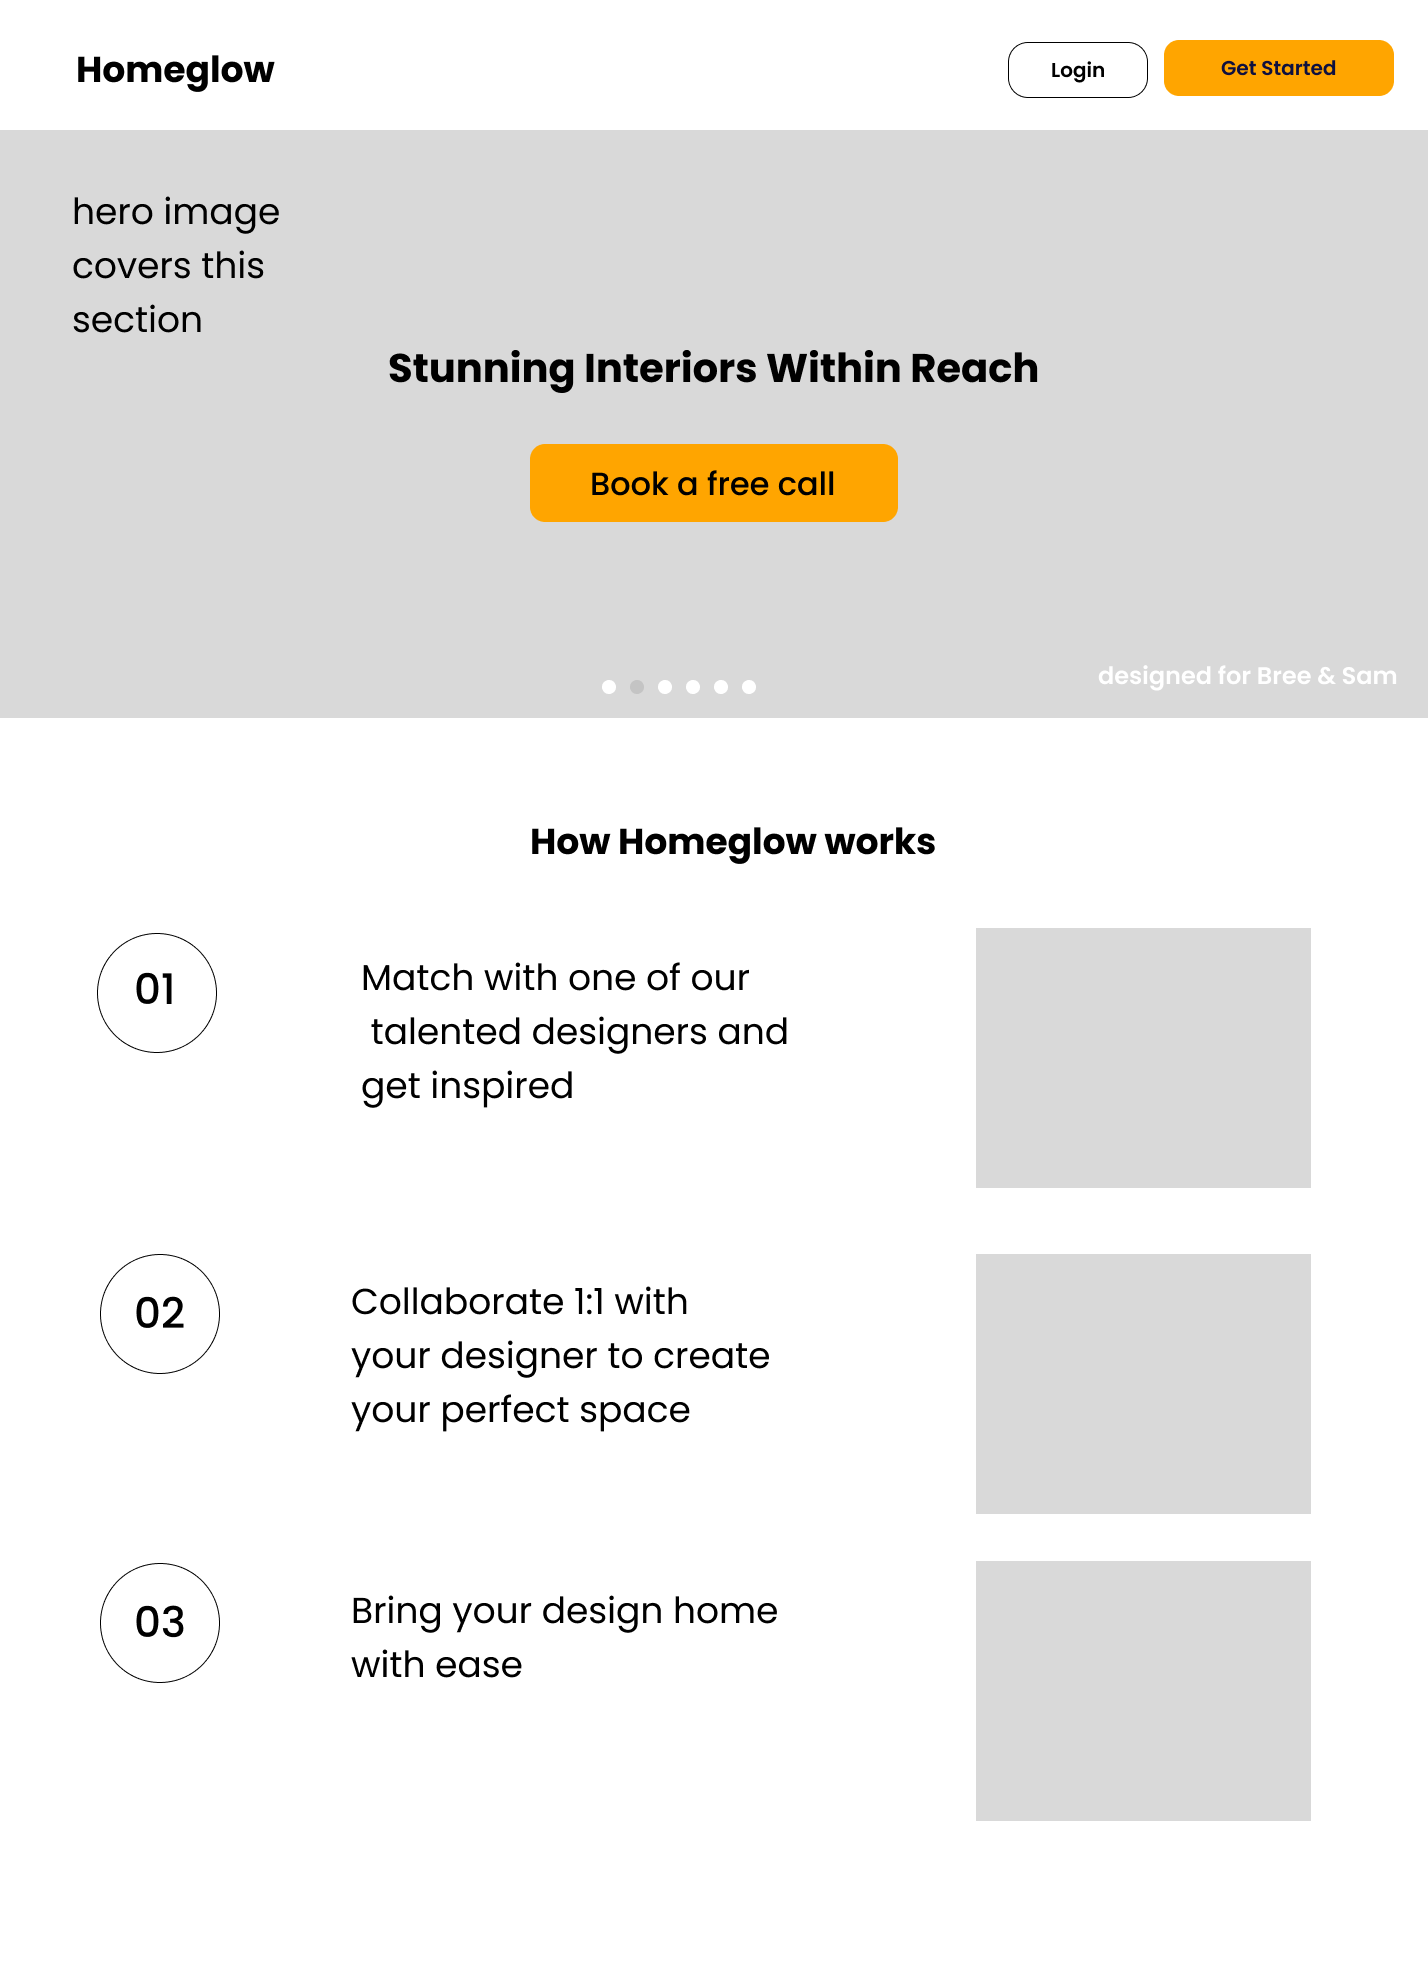 Homeglow
Login
Get Started
hero image
covers this
section
Stunning Interiors Within Reach
Book a free call
designed for Bree & Sam
How Homeglow works
01
Match with one of our
talented designers and
get inspired
02
Collaborate 1:1 with
your designer to create
your perfect space
03
Bring your design home
with ease